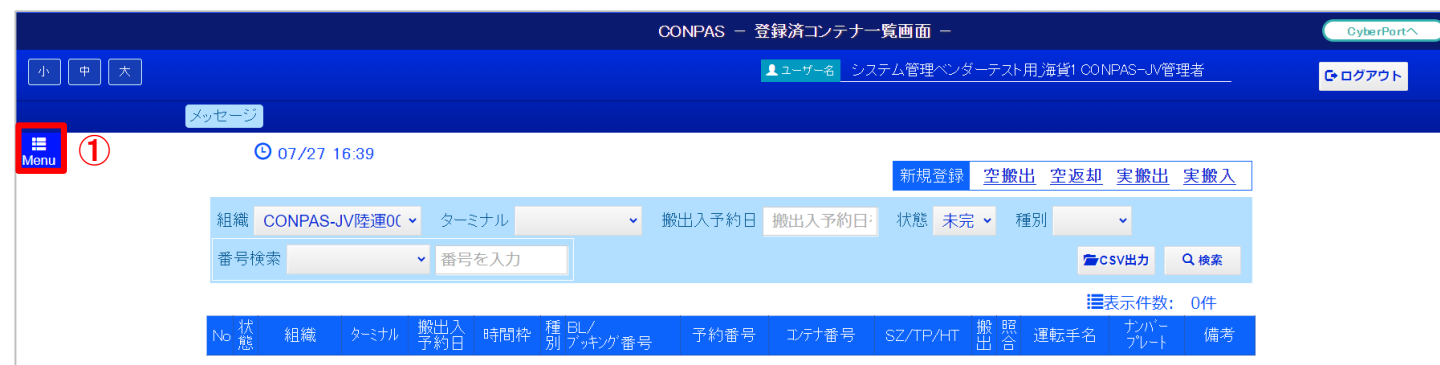 CONPAS － 登録済コンテナ一覧画面 －
CyberPortへ
小 中 大
ユーザー名 システム管理ベンダーテスト用_海貨1 CONPAS-JV管理者
ログアウト
メッセージ
Menu ①
07/27 16:39
新規登録 空搬出 空返却 実搬出 実搬入
組織 CONPAS-JV陸運0 ターミナル 搬出入予約日 搬出入予約日 状態 未完 種別
番号検索 番号を入力 CSV出力 検索
表示件数: 0件
No 状態 組織 ターミナル 搬出入予約日 時間枠 種別 BL/ブッキング番号 予約番号 コンテナ番号 SZ/TP/HT 搬出 照合 運転手名 ナンバープレート 備考